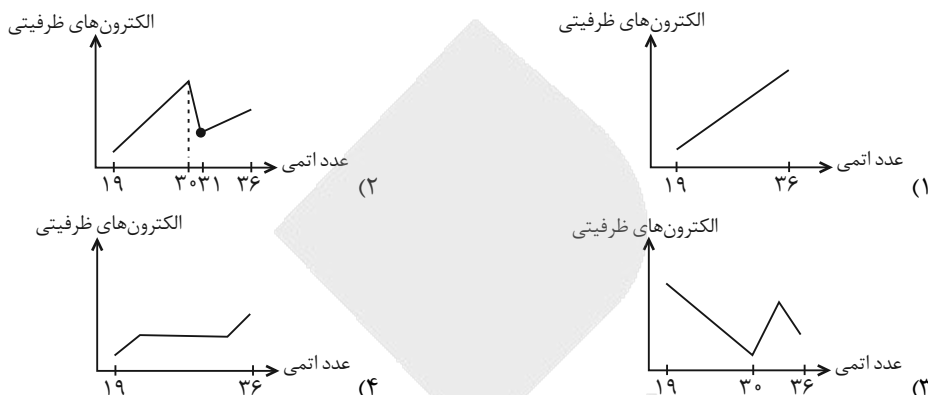 الکترون‌های ظرفیتی
عدد اتمی
۱۹ ۳۶
(۱
الکترون‌های ظرفیتی
عدد اتمی
۱۹ ۳۰ ۳۱ ۳۶
(۲
الکترون‌های ظرفیتی
عدد اتمی
۱۹ ۳۰ ۳۶
(۳
الکترون‌های ظرفیتی
عدد اتمی
۱۹ ۳۶
(۴